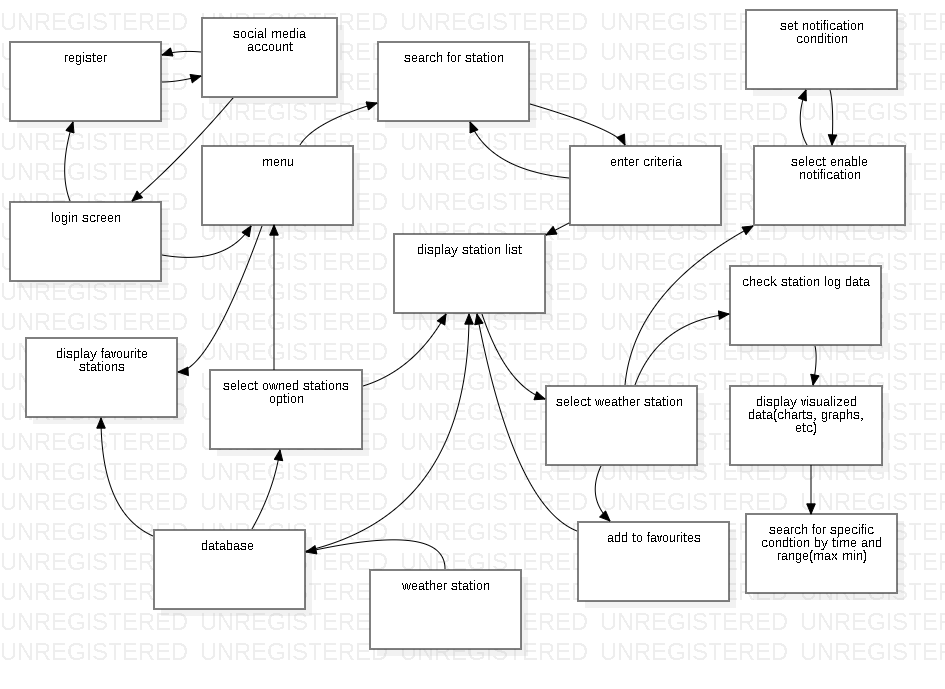 social media
account
set notification
condition
register
search for station
menu
enter criteria
select enable
notification
login screen
display station list
check station log data
display favourite
stations
select owned stations
option
select weather station
display visualized
data(charts, graphs,
etc)
database
add to favourites
search for specific
condtion by time and
range(max min)
weather station
UNREGISTERED UNREGISTERED UNREGISTERED UNREGISTERED